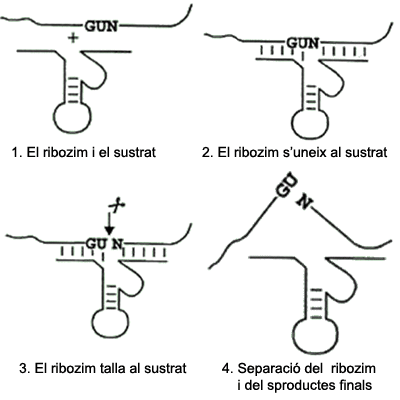 GUN
+
1. El ribozim i el sustrat
GUN
2. El ribozim s'uneix al sustrat
GU N
3. El ribozim talla al sustrat
GU N
4. Separació del ribozim
i del sproductes finals